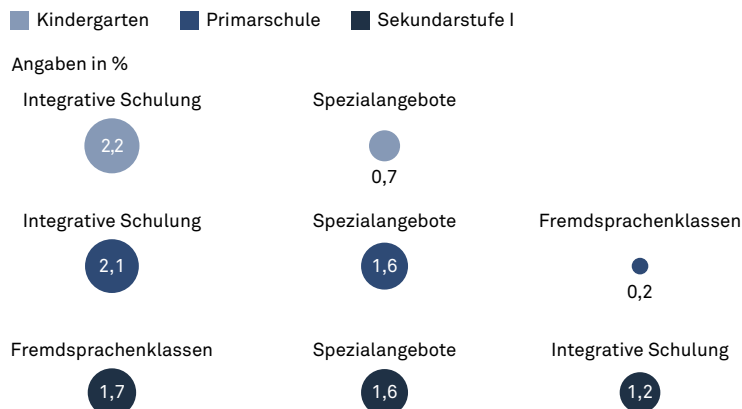 Kindergarten Primarschule Sekundarstufe I
Angaben in %
Integrative Schulung Spezialangebote
2,2
0,7
Integrative Schulung Spezialangebote Fremdsprachenklassen
2,1 1,6
0,2
Fremdsprachenklassen Spezialangebote Integrative Schulung
1,7 1,6 1,2